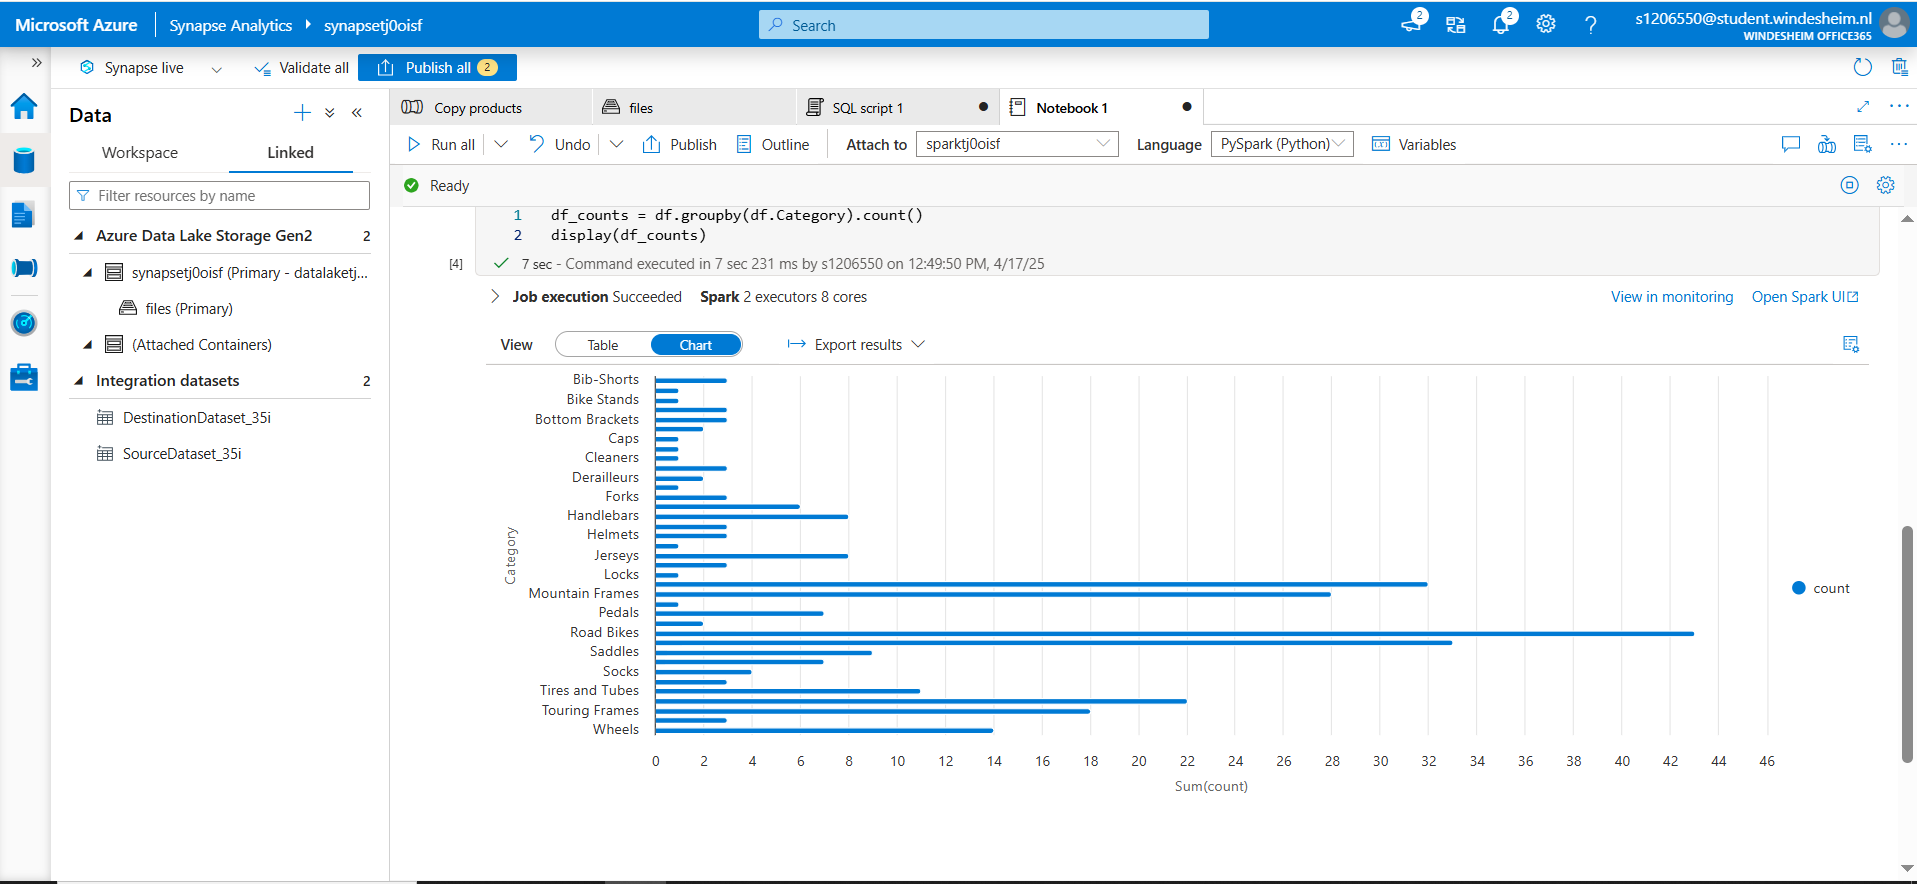 Microsoft Azure
Synapse Analytics
synapsetj0oisf
Search
2
2
s1206550@student.windesheim.nl
WINDESHEIM OFFICE365
Synapse live
Validate all
Publish all 2
Data
Workspace
Linked
Filter resources by name
Azure Data Lake Storage Gen2 2
synapsetj0oisf (Primary - datalaketj...
files (Primary)
(Attached Containers)
Integration datasets 2
DestinationDataset_35i
SourceDataset_35i
Copy products
files
SQL script 1
Notebook 1
Run all
Undo
Publish
Outline
Attach to
sparktj0oisf
Language
PySpark (Python)
Variables
Ready
1 df_counts = df.groupby(df.Category).count()
2 display(df_counts)
[4]
7 sec - Command executed in 7 sec 231 ms by s1206550 on 12:49:50 PM, 4/17/25
Job execution Succeeded Spark 2 executors 8 cores
View in monitoring
Open Spark UI
View
Table
Chart
Export results
Bib-Shorts
Bike Stands
Bottom Brackets
Caps
Cleaners
Derailleurs
Forks
Handlebars
Helmets
Jerseys
Locks
Mountain Frames
Pedals
Road Bikes
Saddles
Socks
Tires and Tubes
Touring Frames
Wheels
Category
count
0 2 4 6 8 10 12 14 16 18 20 22 24 26 28 30 32 34 36 38 40 42 44 46
Sum(count)